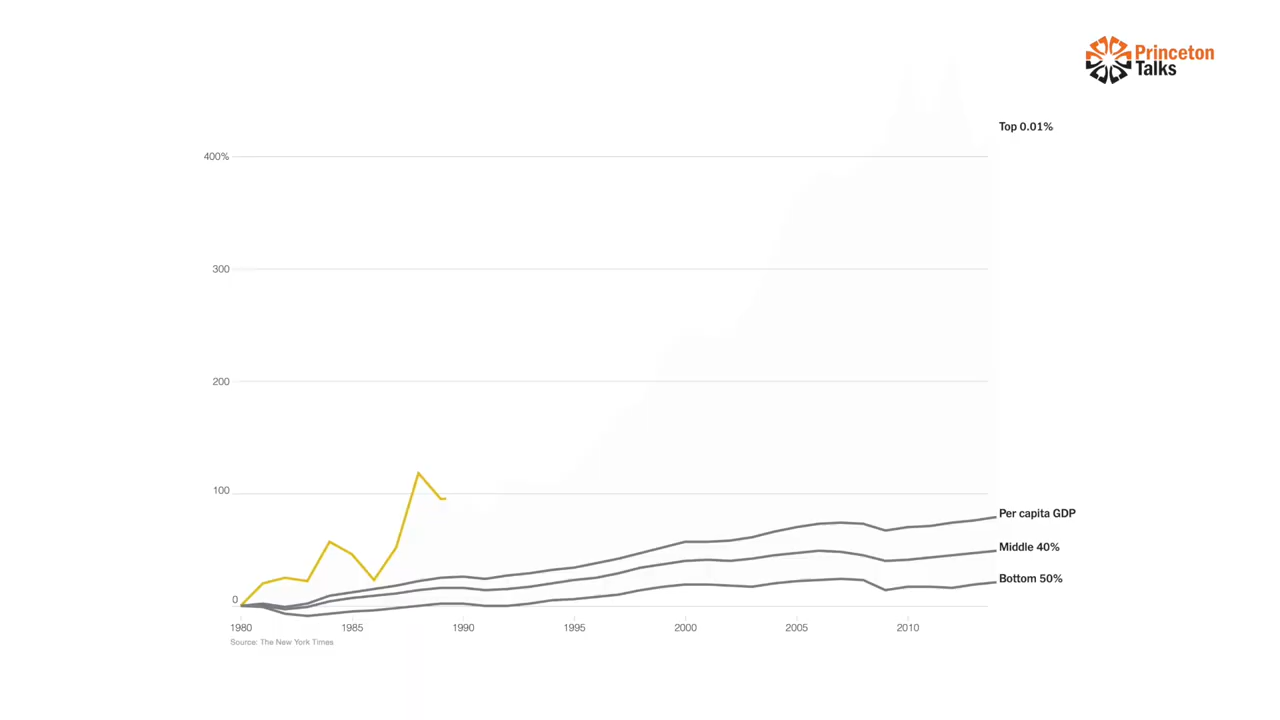 Princeton
Talks
Top 0.01%
400%
300
200
100
Per capita GDP
Middle 40%
Bottom 50%
0
1980 1985 1990 1995 2000 2005 2010
Source: The New York Times